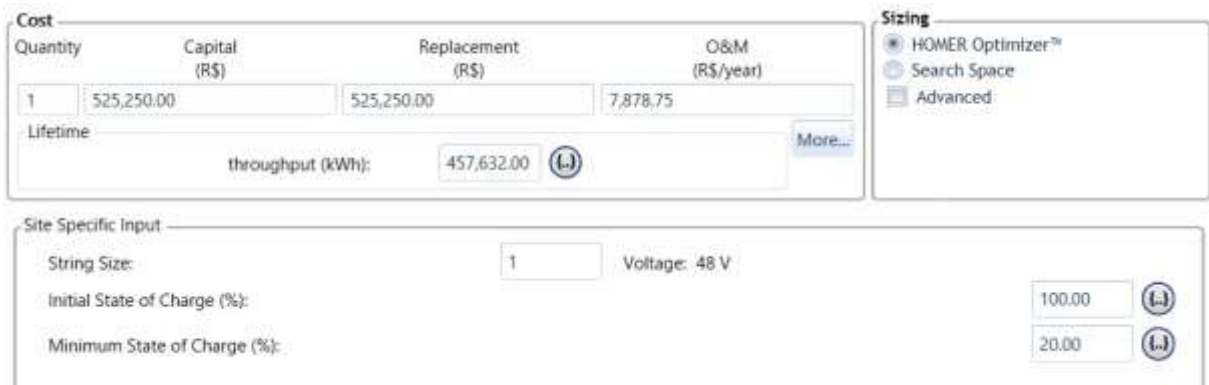 Cost
Quantity Capital (R$) Replacement (R$) O&M (R$/year)
1 525,250.00 525,250.00 7,878.75
Lifetime
throughput (kWh): 457,632.00 (..)
More...
Sizing
HOMER Optimizer™
Search Space
Advanced
Site Specific Input
String Size: 1 Voltage: 48 V
Initial State of Charge (%): 100.00 (..)
Minimum State of Charge (%): 20.00 (..)